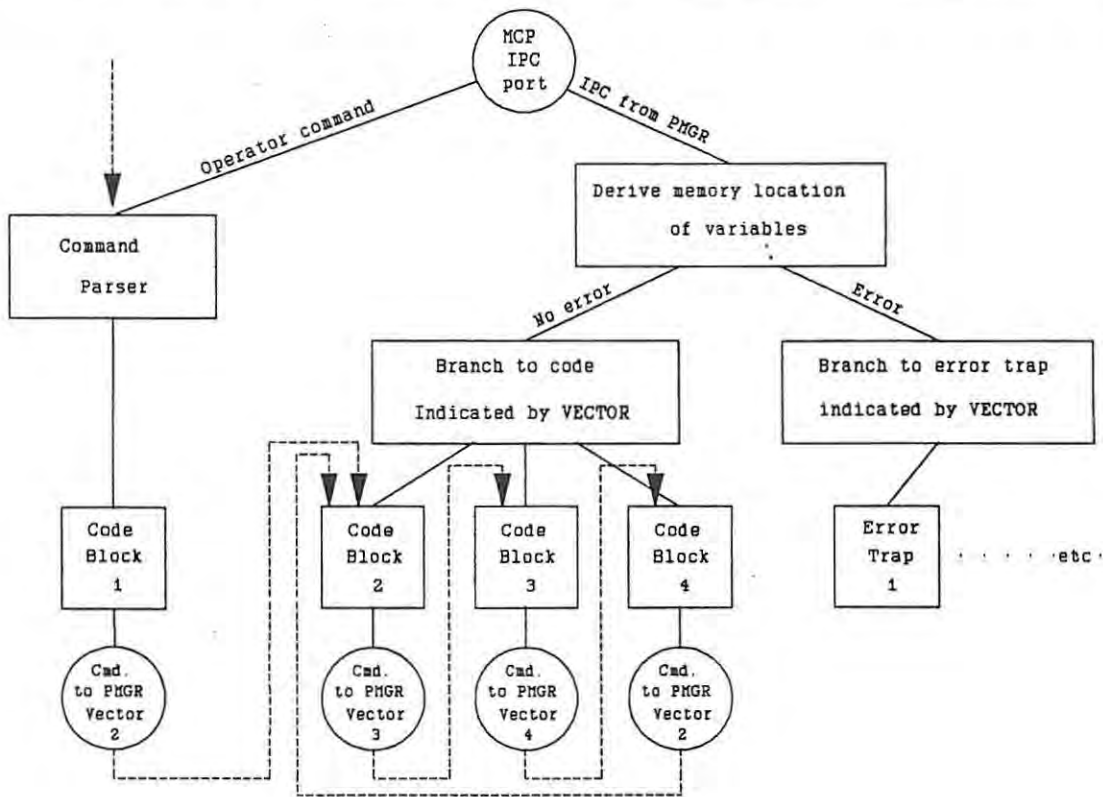 MCP
IPC
port
Operator command
IPC from PMGR
Derive memory location
of variables
Command
Parser
No error
Error
Branch to code
Indicated by VECTOR
Branch to error trap
indicated by VECTOR
Code
Block
1
Code
Block
2
Code
Block
3
Code
Block
4
Error
Trap
1
· · · · · etc ·
Cmd.
to PMGR
Vector
2
Cmd.
to PMGR
Vector
3
Cmd.
to PMGR
Vector
4
Cmd.
to PMGR
Vector
2